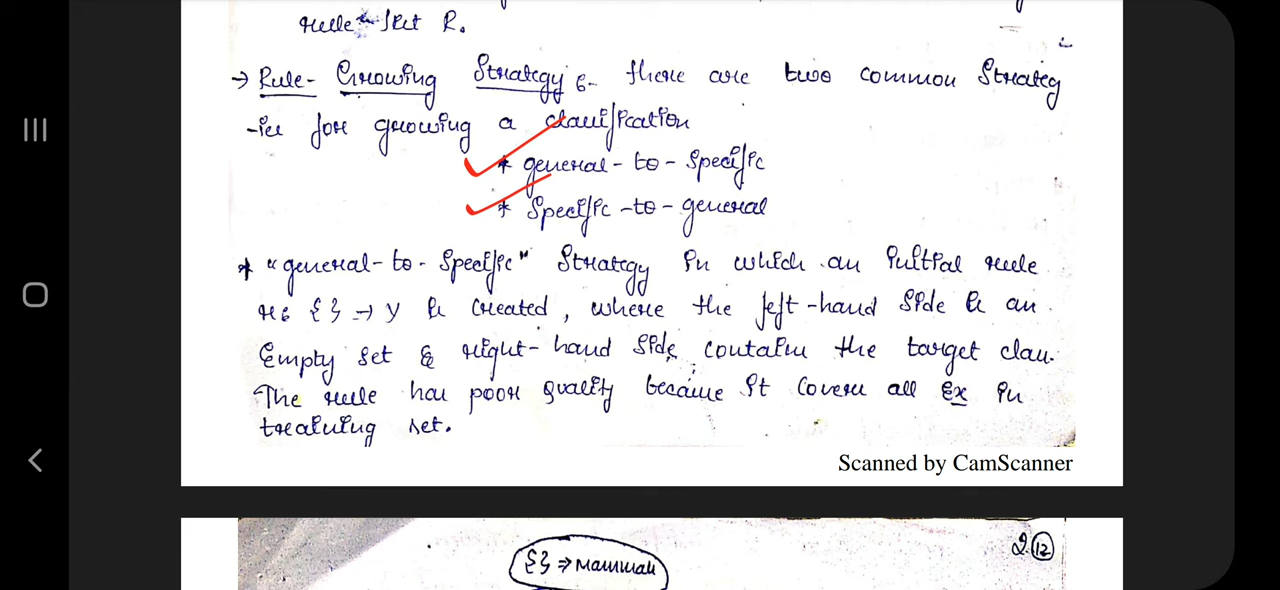 rule-set R.
→ Rule- Growing Strategy :- there are two common Strateg
-ies for growing a classification
* general-to-specific
* Specific-to-general
* "general-to-specific" Strategy in which an initial rule
r: {} → y is created, where the left-hand side is an
Empty set & right-hand side contains the target class.
The rule has poor quality because it covers all Ex in
training set.
Scanned by CamScanner
2.12
{} ⇒ mammals